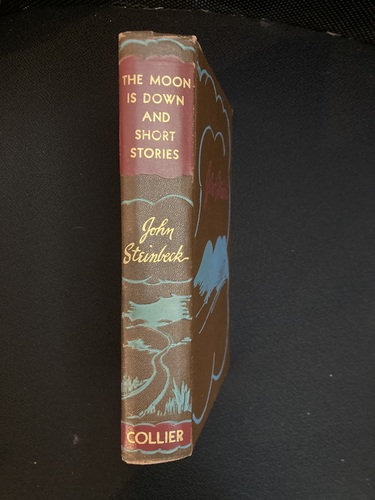 THE MOON
IS DOWN
AND
SHORT
STORIES
John
Steinbeck
COLLIER